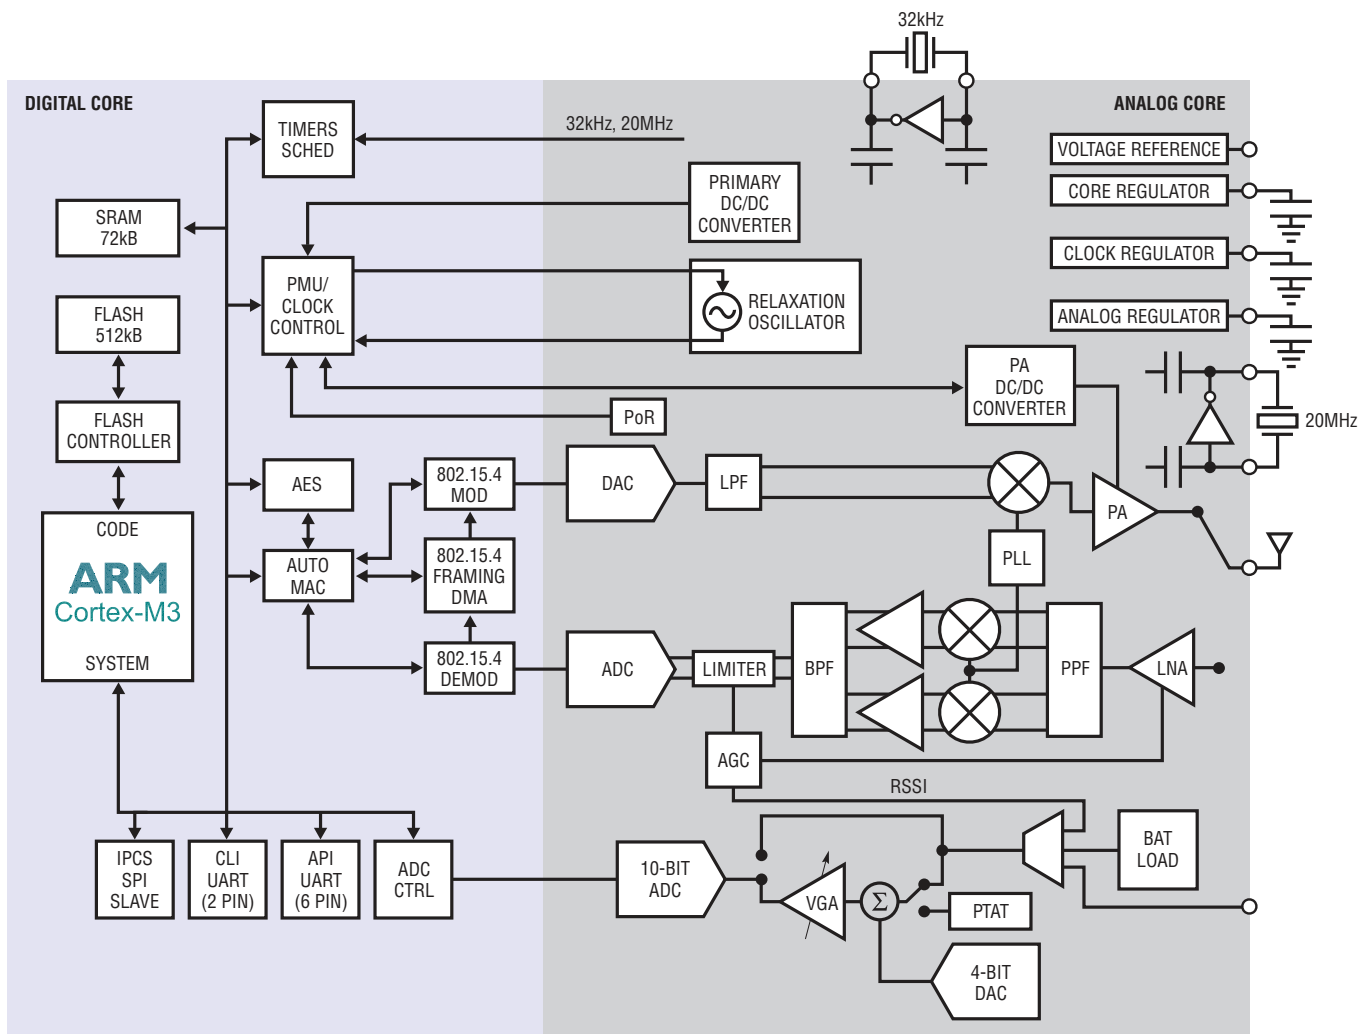 32kHz
DIGITAL CORE
ANALOG CORE
TIMERS
SCHED
32kHz, 20MHz
VOLTAGE REFERENCE
PRIMARY
DC/DC
CONVERTER
CORE REGULATOR
SRAM
72kB
CLOCK REGULATOR
PMU/
CLOCK
CONTROL
RELAXATION
OSCILLATOR
FLASH
512kB
ANALOG REGULATOR
PA
DC/DC
CONVERTER
PoR
20MHz
FLASH
CONTROLLER
AES
802.15.4
MOD
DAC
LPF
PA
CODE
ARM
Cortex-M3
SYSTEM
AUTO
MAC
802.15.4
FRAMING
DMA
PLL
802.15.4
DEMOD
ADC
LIMITER
BPF
PPF
LNA
AGC
RSSI
IPCS
SPI
SLAVE
CLI
UART
(2 PIN)
API
UART
(6 PIN)
ADC
CTRL
10-BIT
ADC
VGA
Σ
BAT
LOAD
PTAT
4-BIT
DAC